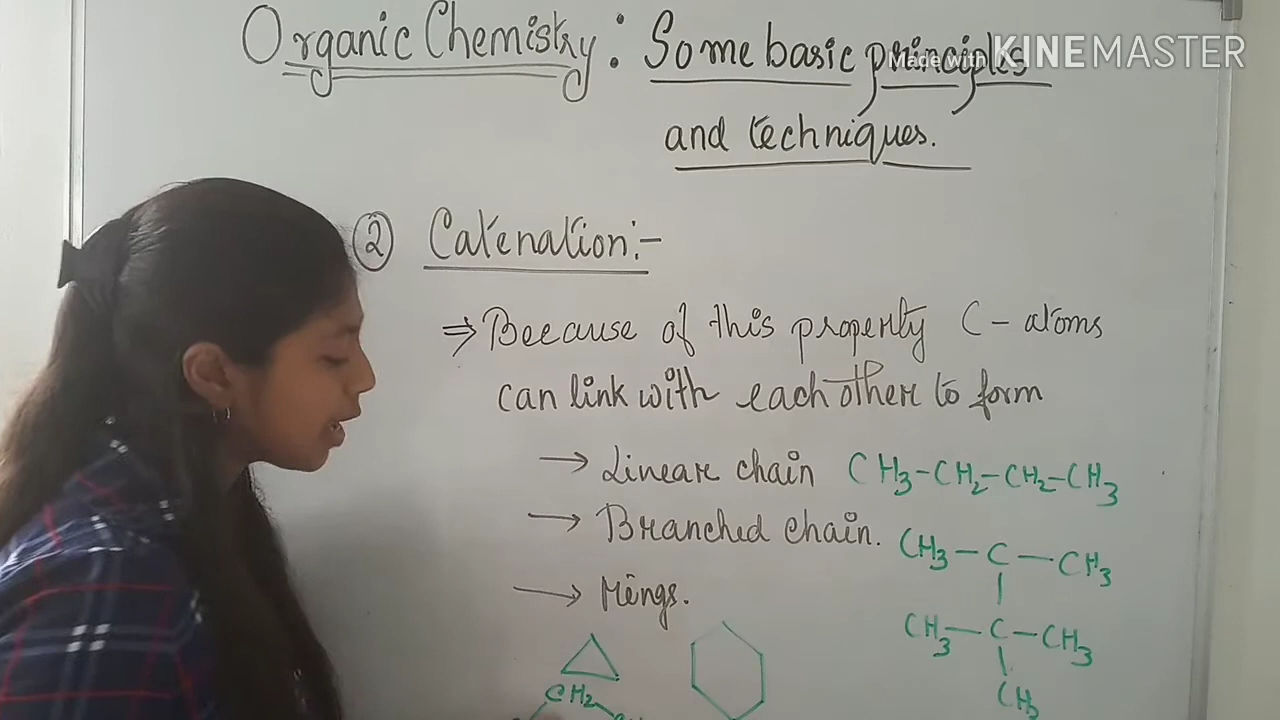 Organic Chemistry : Some basic principles
Made with KINEMASTER
and techniques.
② Catenation:-
⇒ Because of this property C - atoms
can link with each other to form
→ Linear chain CH3-CH2-CH2-CH3
→ Branched chain.
CH3-C-CH3
→ Rings.
CH3-C-CH3
CH3
CH2